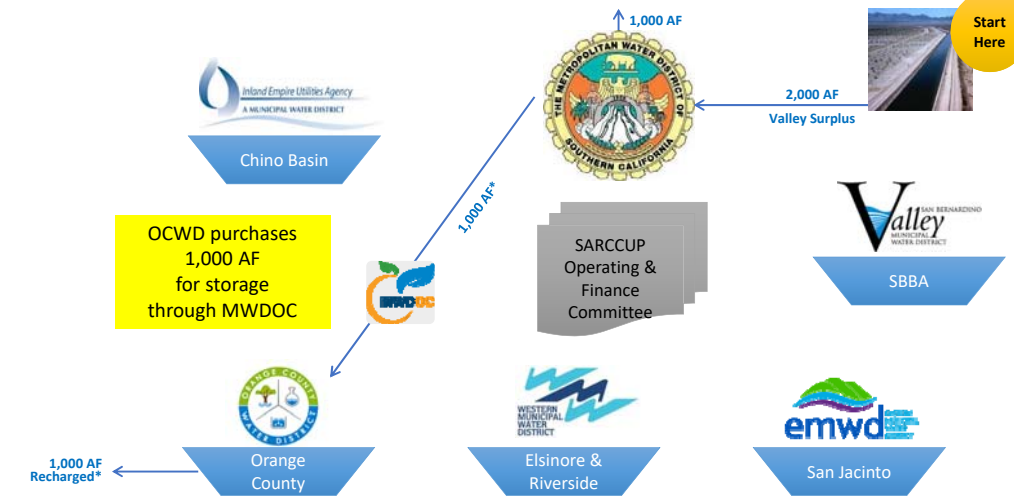 Start
Here
1,000 AF
THE METROPOLITAN WATER DISTRICT OF
SOUTHERN CALIFORNIA
2,000 AF
Valley Surplus
Inland Empire Utilities Agency
A MUNICIPAL WATER DISTRICT
Chino Basin
1,000 AF*
SAN BERNARDINO
Valley
MUNICIPAL
WATER DISTRICT
SBBA
OCWD purchases
1,000 AF
for storage
through MWDOC
MWDOC
SARCCUP
Operating &
Finance
Committee
ORANGE COUNTY
WATER DISTRICT
Orange
County
WESTERN
MUNICIPAL
WATER
DISTRICT
Elsinore &
Riverside
emwd
San Jacinto
1,000 AF
Recharged*